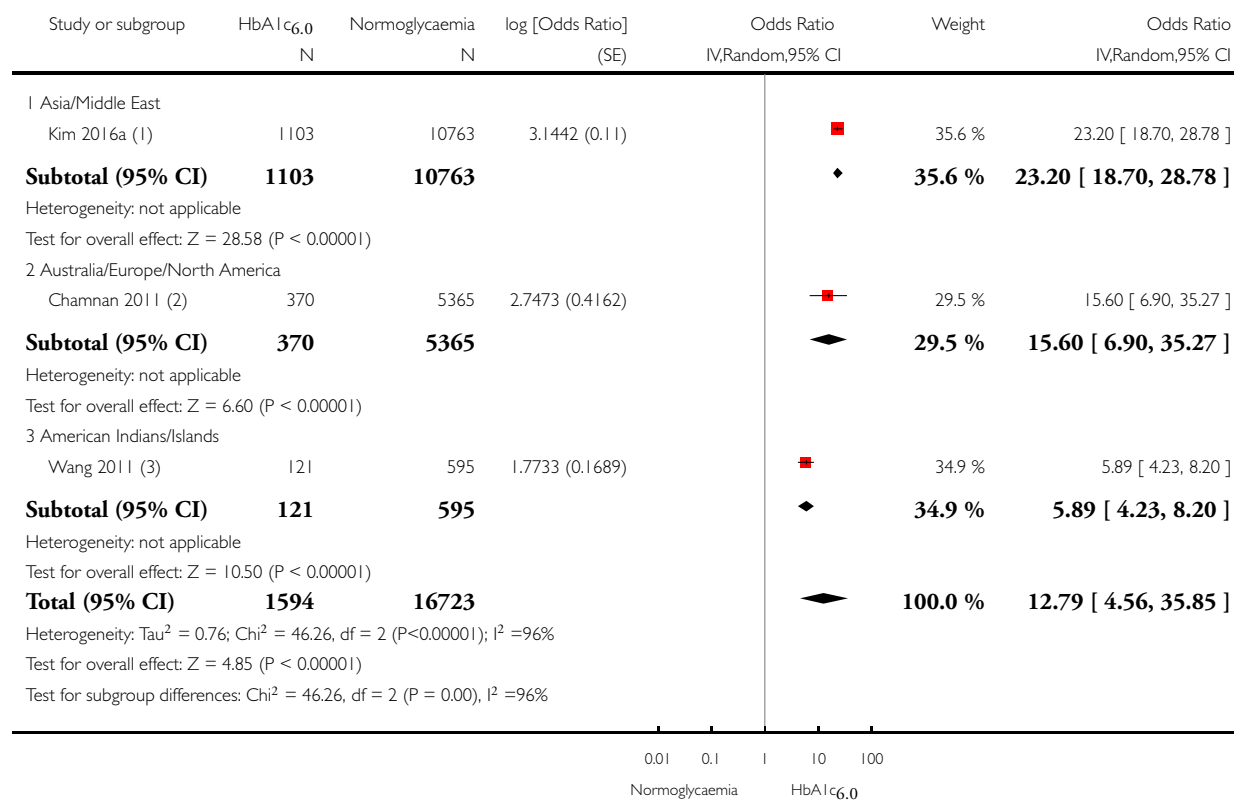 Study or subgroup HbA1c6.0 Normoglycaemia log [Odds Ratio] Odds Ratio Weight Odds Ratio
N N (SE) IV,Random,95% CI IV,Random,95% CI
1 Asia/Middle East
Kim 2016a (1) 1103 10763 3.1442 (0.11) 35.6 % 23.20 [ 18.70, 28.78 ]
Subtotal (95% CI) 1103 10763 35.6 % 23.20 [ 18.70, 28.78 ]
Heterogeneity: not applicable
Test for overall effect: Z = 28.58 (P < 0.00001)
2 Australia/Europe/North America
Chamnan 2011 (2) 370 5365 2.7473 (0.4162) 29.5 % 15.60 [ 6.90, 35.27 ]
Subtotal (95% CI) 370 5365 29.5 % 15.60 [ 6.90, 35.27 ]
Heterogeneity: not applicable
Test for overall effect: Z = 6.60 (P < 0.00001)
3 American Indians/Islands
Wang 2011 (3) 121 595 1.7733 (0.1689) 34.9 % 5.89 [ 4.23, 8.20 ]
Subtotal (95% CI) 121 595 34.9 % 5.89 [ 4.23, 8.20 ]
Heterogeneity: not applicable
Test for overall effect: Z = 10.50 (P < 0.00001)
Total (95% CI) 1594 16723 100.0 % 12.79 [ 4.56, 35.85 ]
Heterogeneity: Tau² = 0.76; Chi² = 46.26, df = 2 (P<0.00001); I² =96%
Test for overall effect: Z = 4.85 (P < 0.00001)
Test for subgroup differences: Chi² = 46.26, df = 2 (P = 0.00), I² =96%
0.01 0.1 1 10 100
Normoglycaemia HbA1c6.0